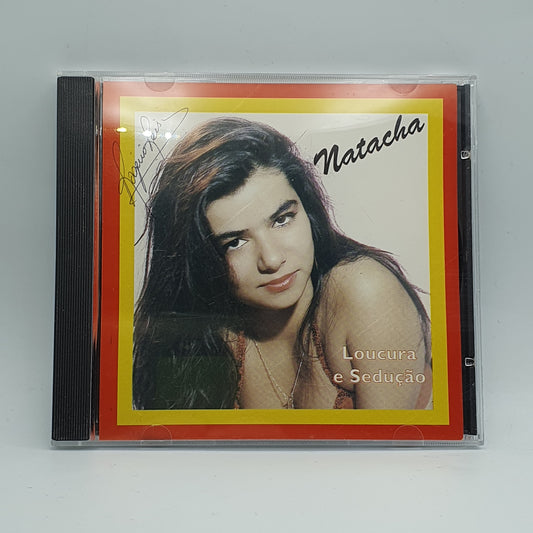 Natacha
Loucura
e Sedução